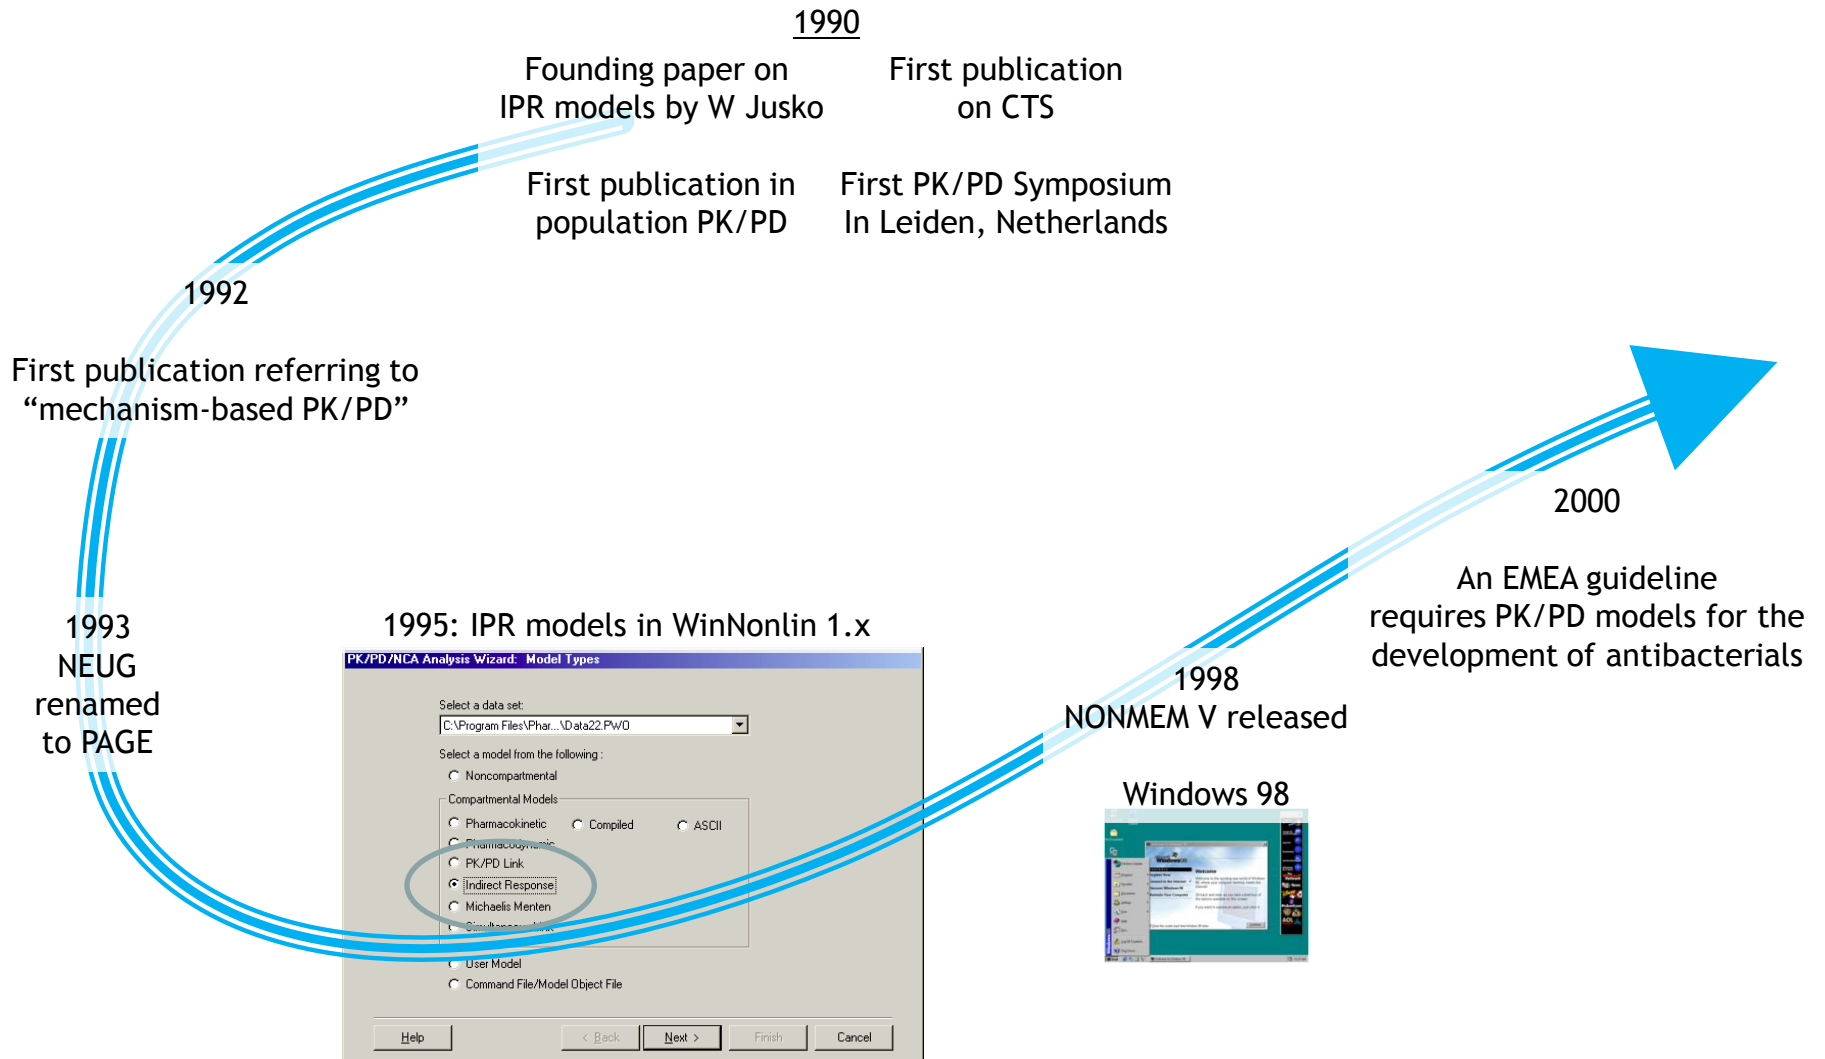 1990
Founding paper on
IPR models by W Jusko
First publication
on CTS
First publication in
population PK/PD
First PK/PD Symposium
In Leiden, Netherlands
1992
First publication referring to
“mechanism-based PK/PD”
1993
NEUG
renamed
to PAGE
1995: IPR models in WinNonlin 1.x
PK/PD/NCA Analysis Wizard: Model Types
Select a data set:
C:\Program Files\Phar...\Data22.PWO
Select a model from the following :
Noncompartmental
Compartmental Models
Pharmacokinetic
Compiled
ASCII
Pharmacodynamic
PK/PD Link
Indirect Response
Michaelis Menten
User Model
Command File/Model Object File
Help
< Back
Next >
Finish
Cancel
1998
NONMEM V released
Windows 98
Welcome
2000
An EMEA guideline
requires PK/PD models for the
development of antibacterials